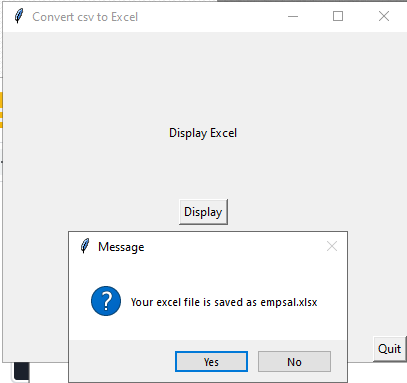 Convert csv to Excel
Display Excel
Display
Message
Your excel file is saved as empsal.xlsx
Yes
No
Quit